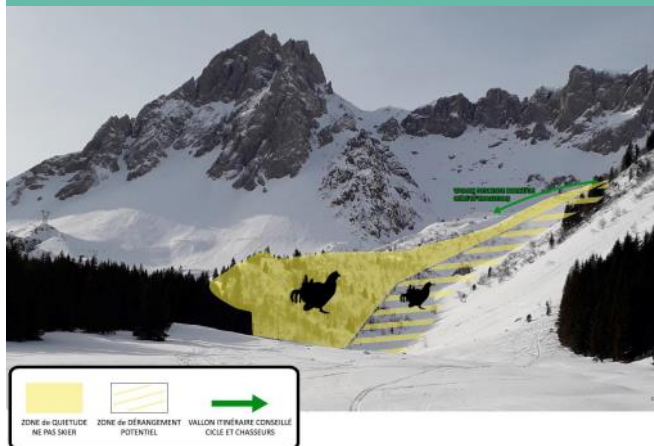 ZONE de QUIETUDE
NE PAS SKIER
ZONE de DÉRANGEMENT
POTENTIEL
VALLON ITINÉRAIRE CONSEILLÉ
CICLE ET CHASSEURS